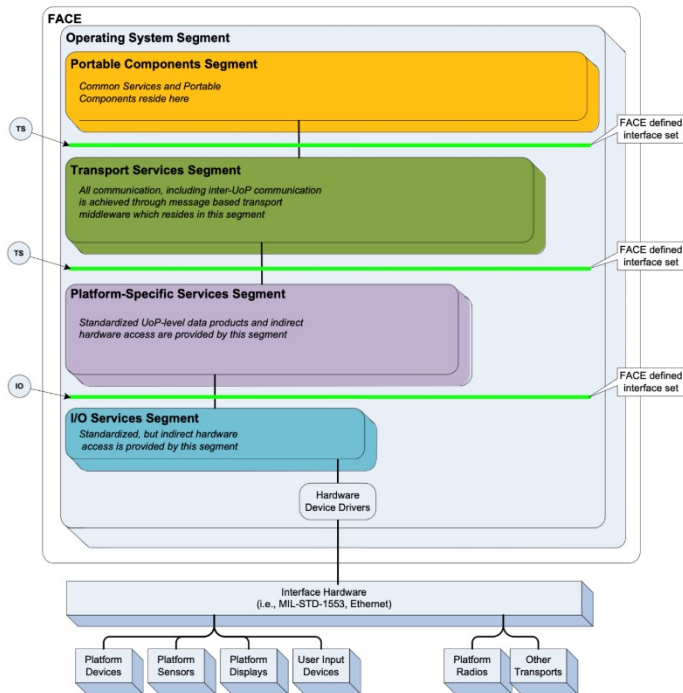 FACE
Operating System Segment
Portable Components Segment
Common Services and Portable
Components reside here
TS
FACE defined
interface set
Transport Services Segment
All communication, including inter-UoP communication
is achieved through message based transport
middleware which resides in this segment
TS
FACE defined
interface set
Platform-Specific Services Segment
Standardized UoP-level data products and indirect
hardware access are provided by this segment
IO
FACE defined
interface set
I/O Services Segment
Standardized, but indirect hardware
access is provided by this segment
Hardware
Device Drivers
Interface Hardware
(i.e., MIL-STD-1553, Ethernet)
Platform
Devices
Platform
Sensors
Platform
Displays
User Input
Devices
Platform
Radios
Other
Transports